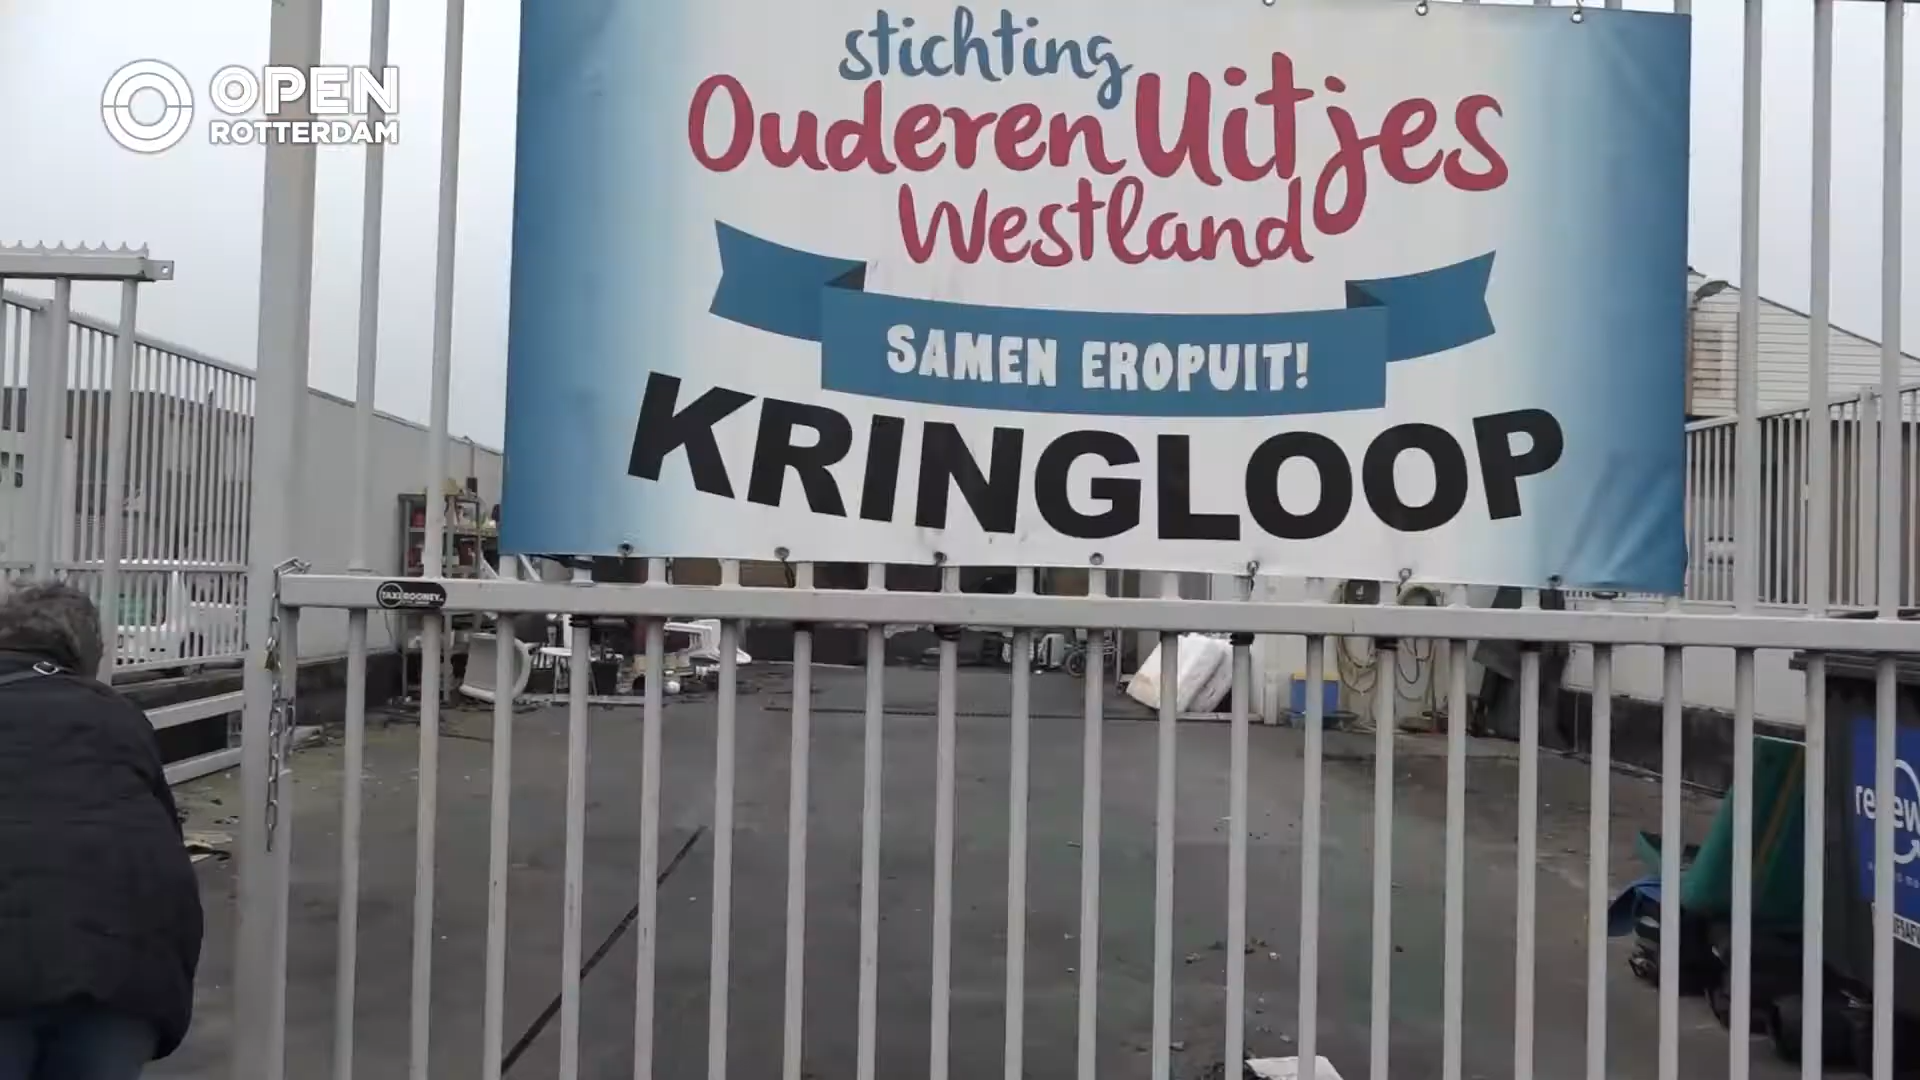 OPEN
ROTTERDAM
stichting
Ouderen Uitjes
Westland
SAMEN EROPUIT!
KRINGLOOP